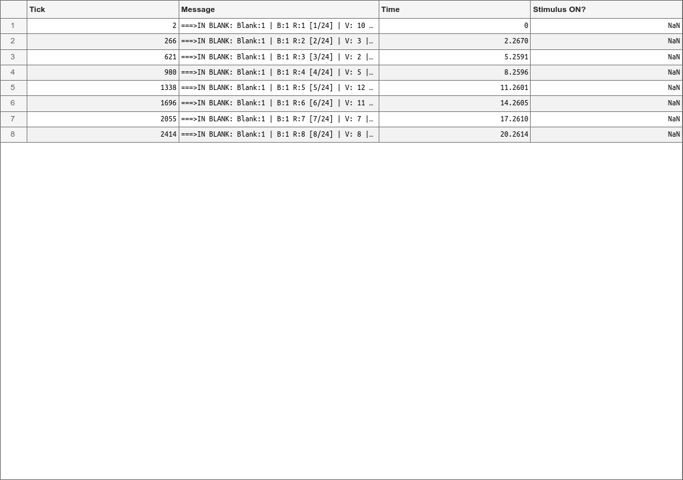 Tick Message Time Stimulus ON?
1 2 ===>IN BLANK: Blank:1 | B:1 R:1 [1/24] | V: 10 … 0 NaN
2 266 ===>IN BLANK: Blank:1 | B:1 R:2 [2/24] | V: 3 |… 2.2670 NaN
3 621 ===>IN BLANK: Blank:1 | B:1 R:3 [3/24] | V: 2 |… 5.2591 NaN
4 980 ===>IN BLANK: Blank:1 | B:1 R:4 [4/24] | V: 5 |… 8.2596 NaN
5 1338 ===>IN BLANK: Blank:1 | B:1 R:5 [5/24] | V: 12 … 11.2601 NaN
6 1696 ===>IN BLANK: Blank:1 | B:1 R:6 [6/24] | V: 11 … 14.2605 NaN
7 2055 ===>IN BLANK: Blank:1 | B:1 R:7 [7/24] | V: 7 |… 17.2610 NaN
8 2414 ===>IN BLANK: Blank:1 | B:1 R:8 [8/24] | V: 8 |… 20.2614 NaN